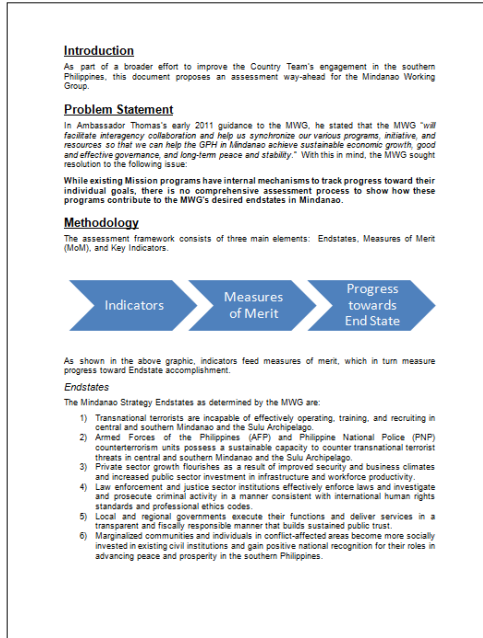 Introduction
As part of a broader effort to improve the Country Team's engagement in the southern
Philippines, this document proposes an assessment way-ahead for the Mindanao Working
Group.
Problem Statement
In Ambassador Thomas's early 2011 guidance to the MWG, he stated that the MWG "will
facilitate interagency collaboration and help us synchronize our various programs, initiative, and
resources so that we can help the GPH in Mindanao achieve sustainable economic growth, good
and effective governance, and long-term peace and stability." With this in mind, the MWG sought
resolution to the following issue:
While existing Mission programs have internal mechanisms to track progress toward their
individual goals, there is no comprehensive assessment process to show how these
programs contribute to the MWG's desired endstates in Mindanao.
Methodology
The assessment framework consists of three main elements: Endstates, Measures of Merit
(MoM), and Key Indicators.
Indicators
Measures
of Merit
Progress
towards
End State
As shown in the above graphic, indicators feed measures of merit, which in turn measure
progress toward Endstate accomplishment.
Endstates
The Mindanao Strategy Endstates as determined by the MWG are:
1) Transnational terrorists are incapable of effectively operating, training, and recruiting in
central and southern Mindanao and the Sulu Archipelago.
2) Armed Forces of the Philippines (AFP) and Philippine National Police (PNP)
counterterrorism units possess a sustainable capacity to counter transnational terrorist
threats in central and southern Mindanao and the Sulu Archipelago.
3) Private sector growth flourishes as a result of improved security and business climates
and increased public sector investment in infrastructure and workforce productivity.
4) Law enforcement and justice sector institutions effectively enforce laws and investigate
and prosecute criminal activity in a manner consistent with international human rights
standards and professional ethics codes.
5) Local and regional governments execute their functions and deliver services in a
transparent and fiscally responsible manner that builds sustained public trust.
6) Marginalized communities and individuals in conflict-affected areas become more socially
invested in existing civil institutions and gain positive national recognition for their roles in
advancing peace and prosperity in the southern Philippines.